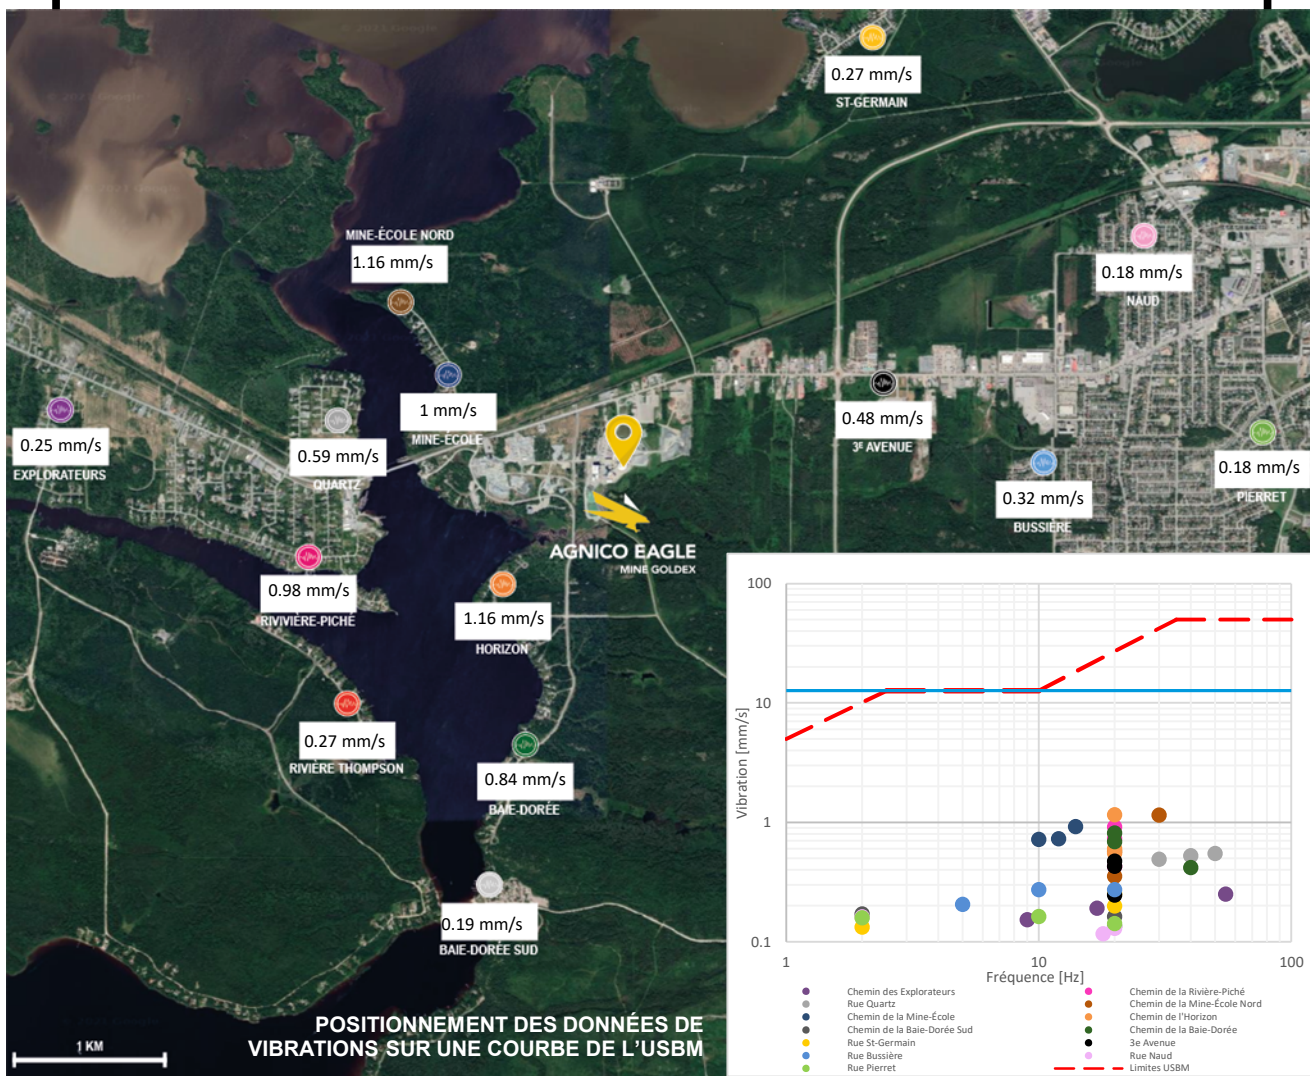 0.27 mm/s
ST-GERMAIN
MINE-ÉCOLE NORD
1.16 mm/s
0.18 mm/s
NAUD
1 mm/s
MINE-ÉCOLE
0.48 mm/s
3E AVENUE
0.25 mm/s
EXPLORATEURS
0.59 mm/s
QUARTZ
0.18 mm/s
PIERRET
0.32 mm/s
BUSSIÈRE
AGNICO EAGLE
MINE GOLDEX
0.98 mm/s
RIVIVIÈRE-PICHÉ
1.16 mm/s
HORIZON
0.27 mm/s
RIVIÈRE THOMPSON
0.84 mm/s
BAIE-DORÉE
0.19 mm/s
BAIE-DORÉE SUD
POSITIONNEMENT DES DONNÉES DE
VIBRATIONS SUR UNE COURBE DE L'USBM
1 KM
100
10
1
0.1
Vibration [mm/s]
1
10
100
Fréquence [Hz]
Chemin des Explorateurs
Chemin de la Rivière-Piché
Rue Quartz
Chemin de la Mine-École Nord
Chemin de la Mine-École
Chemin de l'Horizon
Chemin de la Baie-Dorée Sud
Chemin de la Baie-Dorée
Rue St-Germain
3e Avenue
Rue Bussière
Rue Naud
Rue Pierret
Limites USBM